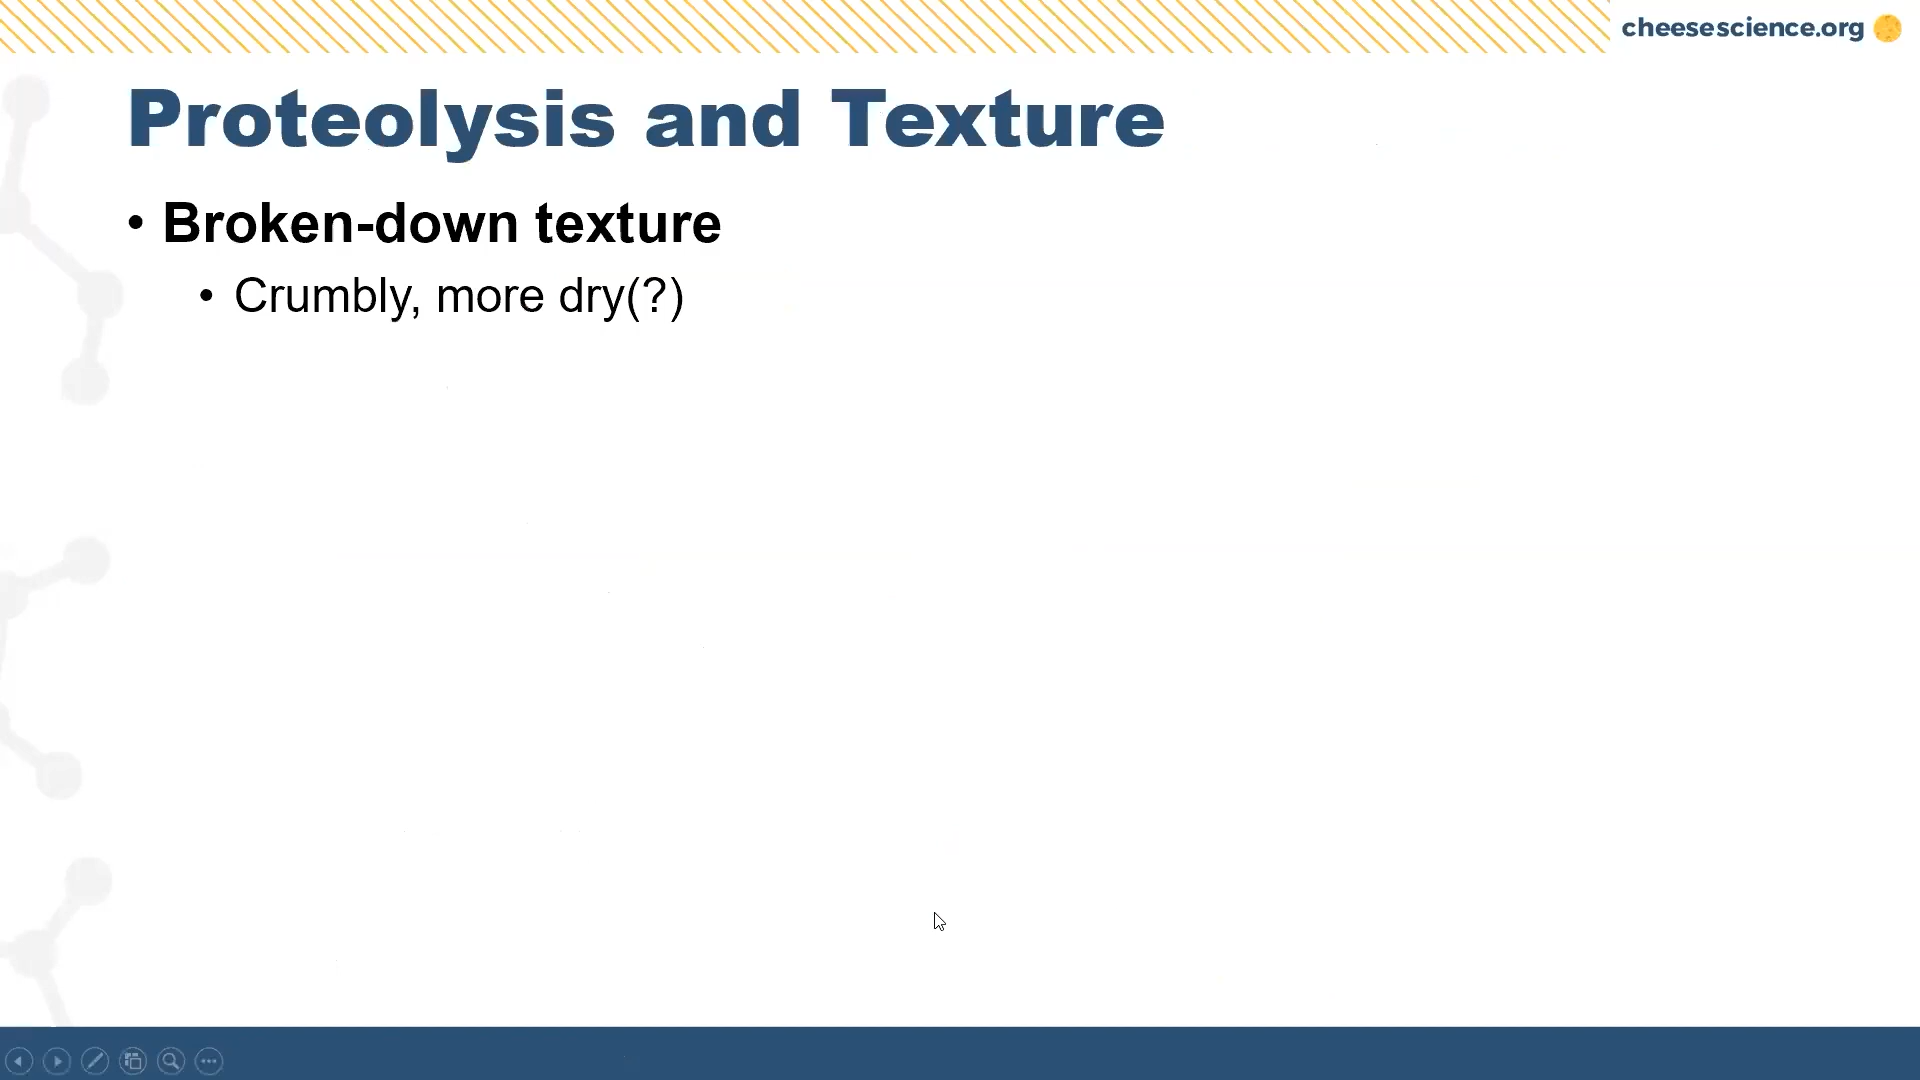 cheesescience.org
Proteolysis and Texture
• Broken-down texture
• Crumbly, more dry(?)